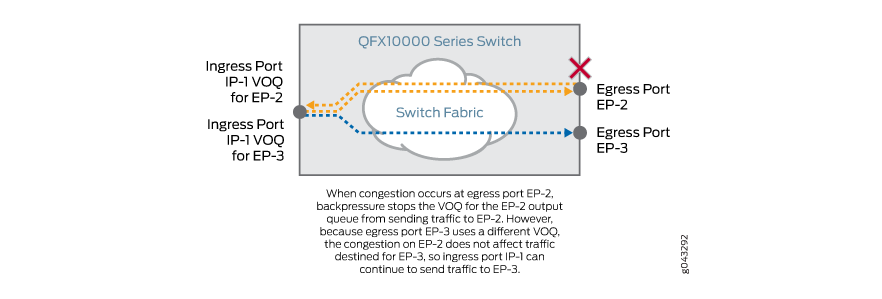 QFX10000 Series Switch
Ingress Port
IP-1 VOQ
for EP-2
Ingress Port
IP-1 VOQ
for EP-3
Switch Fabric
Egress Port
EP-2
Egress Port
EP-3
When congestion occurs at egress port EP-2,
backpressure stops the VOQ for the EP-2 output
queue from sending traffic to EP-2. However,
because egress port EP-3 uses a different VOQ,
the congestion on EP-2 does not affect traffic
destined for EP-3, so ingress port IP-1 can
continue to send traffic to EP-3.
g043292